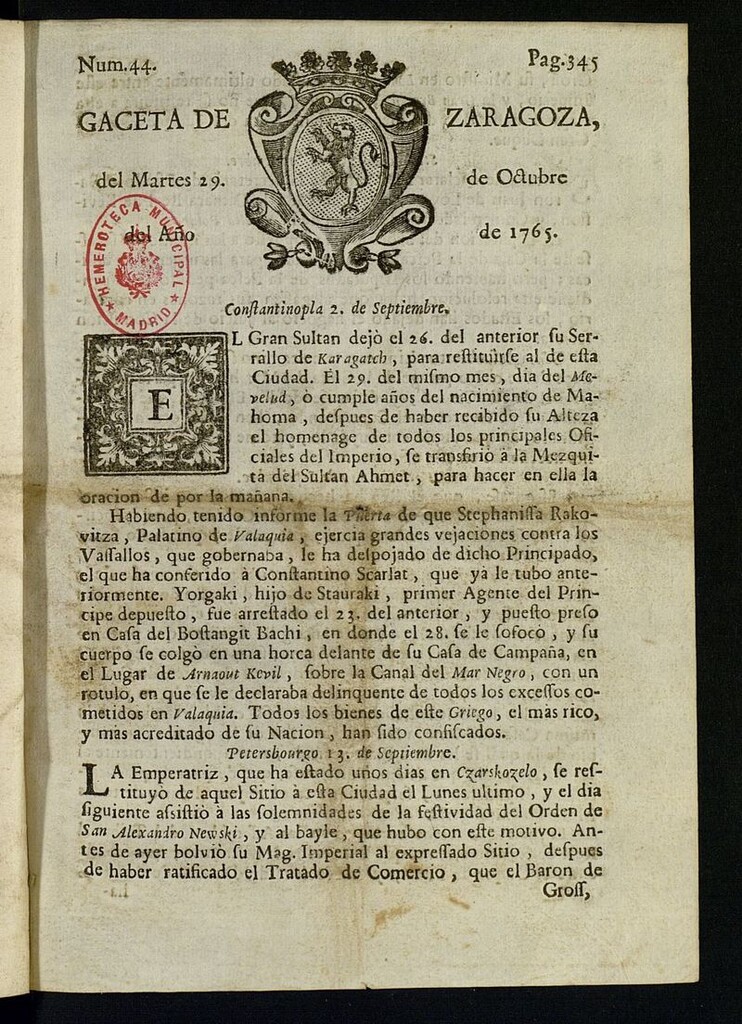 Num.44.
Pag.345
GACETA DE ZARAGOZA,
del Martes 29. de Octubre
del Año de 1765.
HEMEROTECA MUNICIPAL
★ MADRID ★
Conſtantinopla 2. de Septiembre.
EL Gran Sultan dejò el 26. del anterior ſu Ser-
rallo de Karagatch, para reſtituirſe al de eſta
Ciudad. El 29. del miſmo mes, dia del Me-
velud, ò cumple años del nacimiento de Ma-
homa, deſpues de haber recibido ſu Alteza
el homenage de todos los principales Ofi-
ciales del Imperio, ſe transfiriò à la Mezqui-
ta del Sultan Ahmet, para hacer en ella la
oracion de por la mañana.
Habiendo tenido informe la Puerta de que Stephaniſſa Rako-
vitza, Palatino de Valaquia, ejercia grandes vejaciones contra los
Vaſſallos, que gobernaba, le ha deſpojado de dicho Principado,
el que ha conferido à Conſtantino Scarlat, que yà le tubo ante-
riormente. Yorgaki, hijo de Stauraki, primer Agente del Prin-
cipe depueſto, fue arreſtado el 23. del anterior, y pueſto preſo
en Caſa del Boſtangit Bachi, en donde el 28. ſe le ſofocò, y ſu
cuerpo ſe colgò en una horca delante de ſu Caſa de Campaña, en
el Lugar de Arnaout Kevil, ſobre la Canal del Mar Negro, con un
rotulo, en que ſe le declaraba delinquente de todos los exceſſos co-
metidos en Valaquia. Todos los bienes de eſte Griego, el màs rico,
y màs acreditado de ſu Nacion, han ſido confiſcados.
Petersbourgo 13. de Septiembre.
LA Emperatriz, que ha eſtado uños dias en Czarskozelo, ſe reſ-
tituyò de aquel Sitio à eſta Ciudad el Lunes ultimo, y el dia
ſiguiente aſsiſtiò à las ſolemnidades de la feſtividad del Orden de
San Alexandro Newski, y al bayle, que hubo con eſte motivo. An-
tes de ayer bolviò ſu Mag. Imperial al expreſſado Sitio, deſpues
de haber ratificado el Tratado de Comercio, que el Baron de
Groſſ,